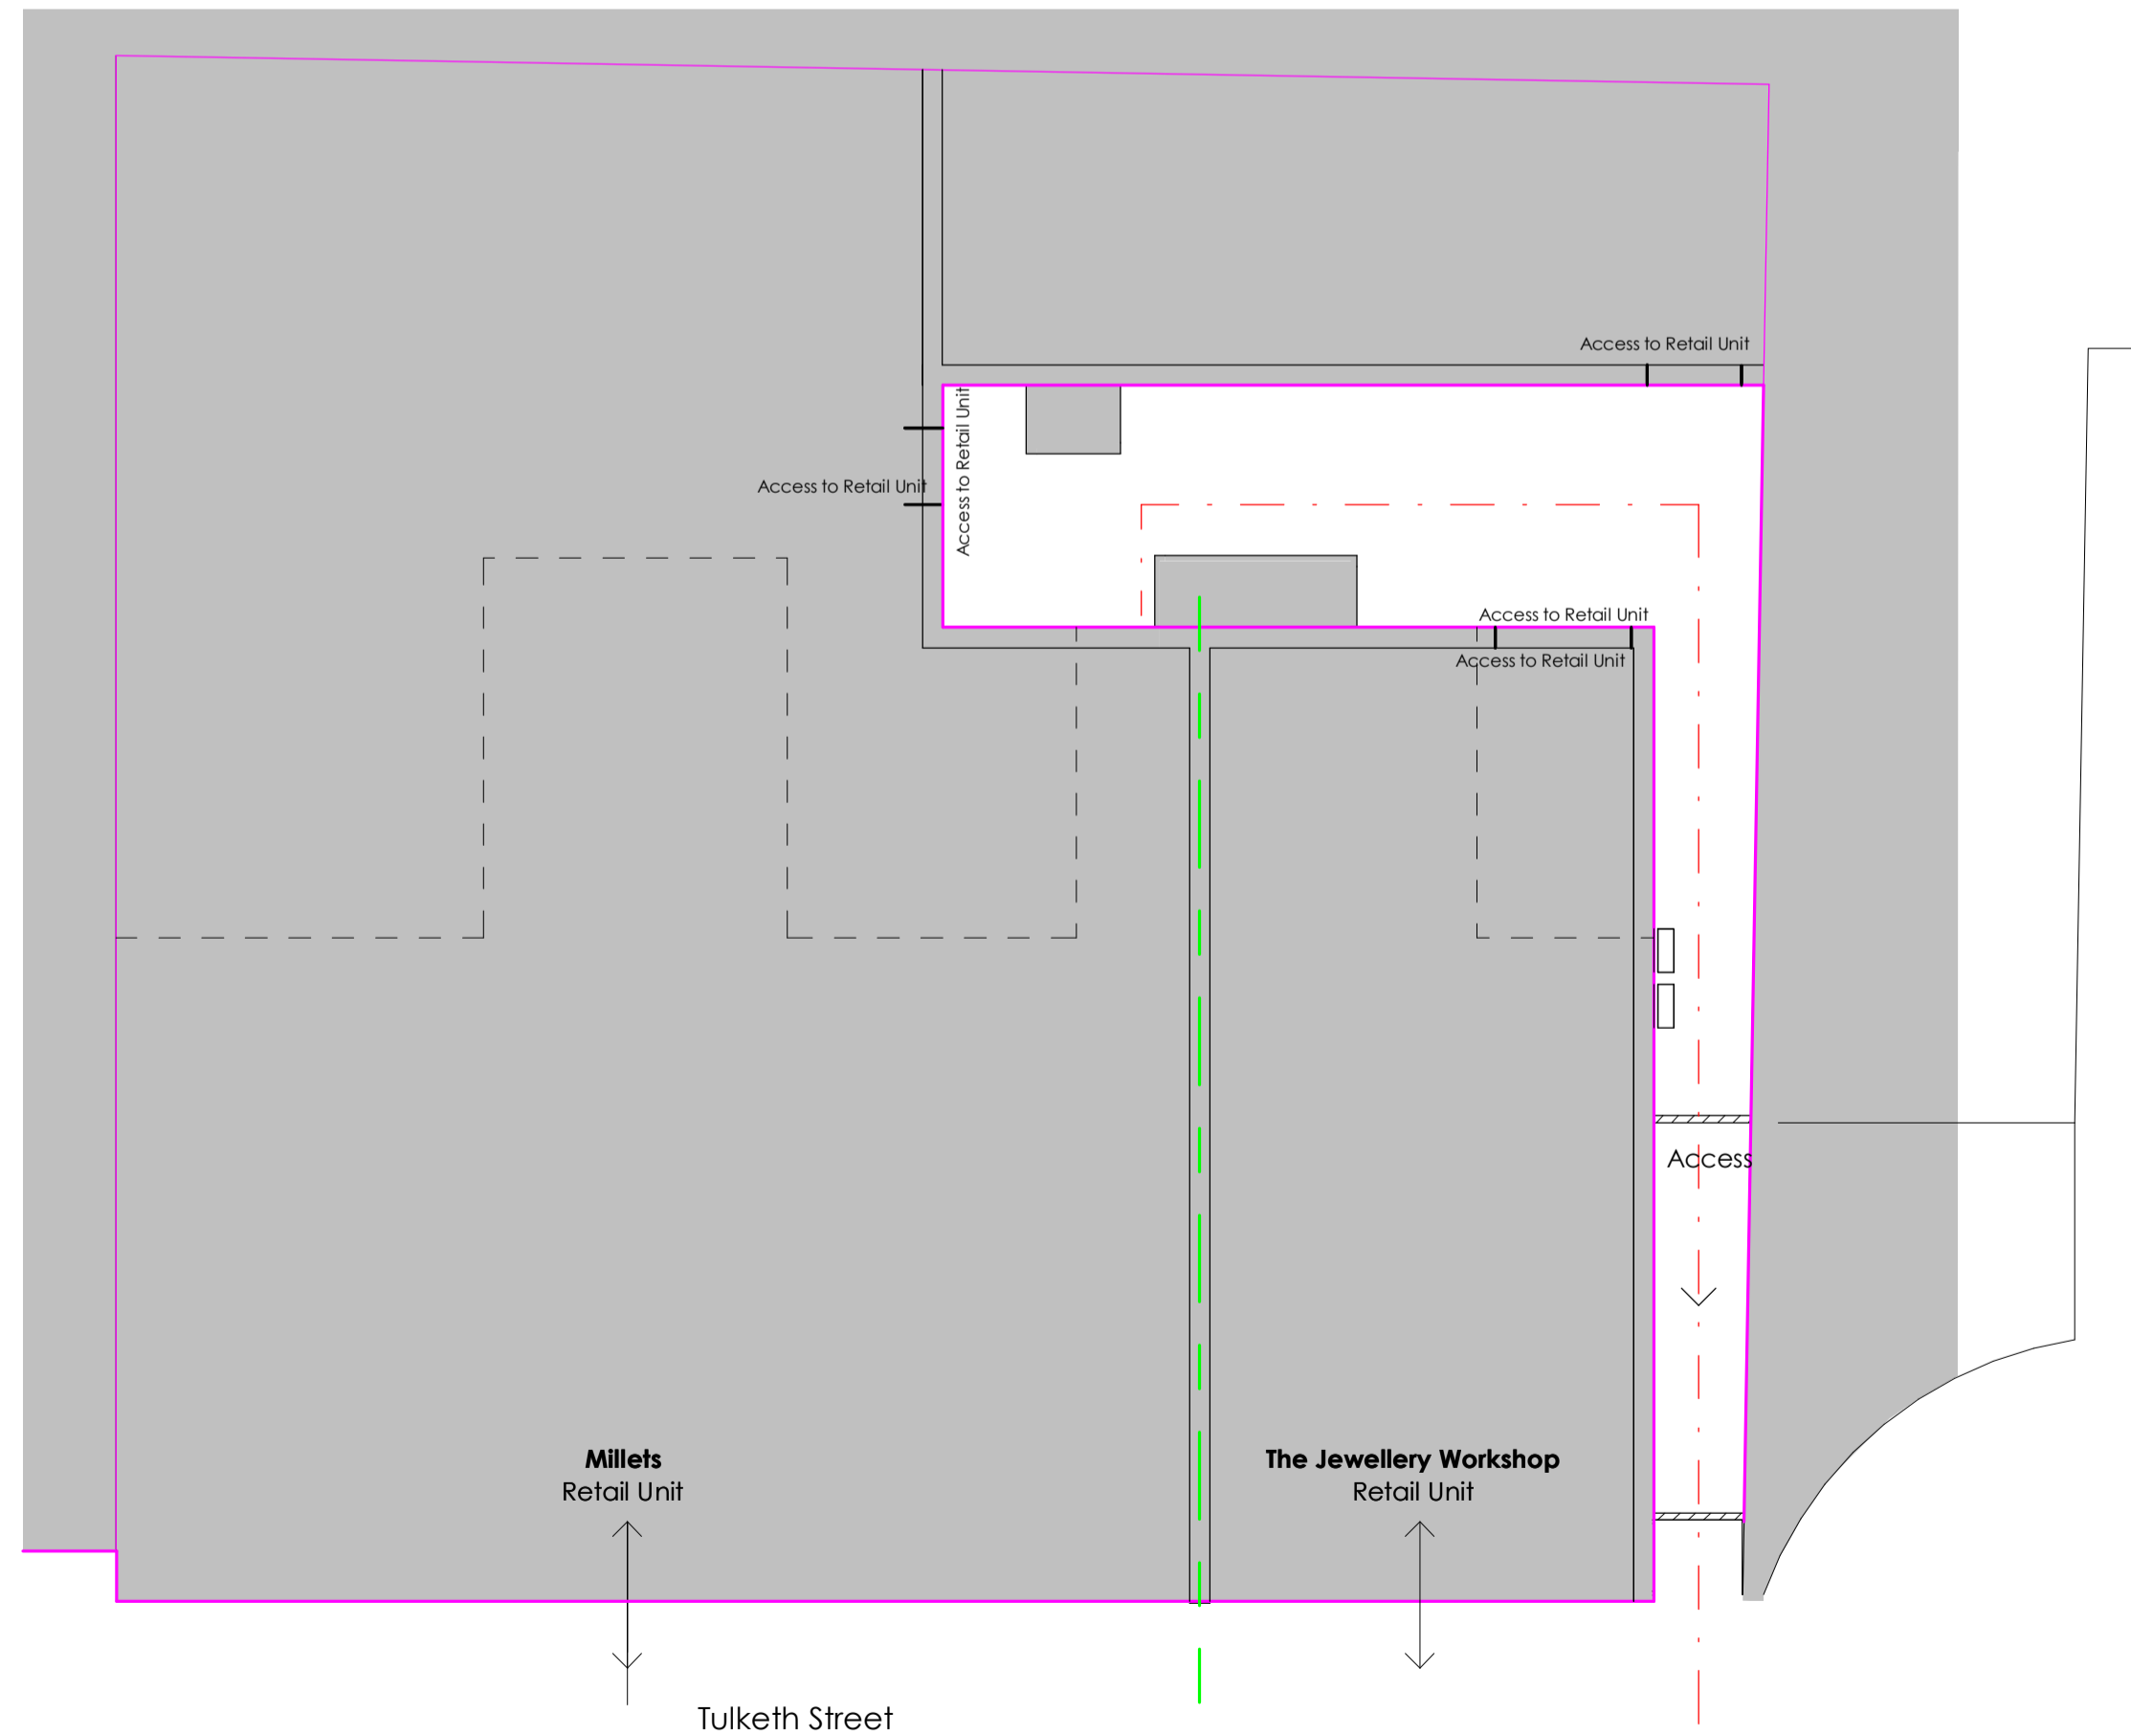 Access to Retail Unit
Access to Retail Unit
Access to Retail Unit
Access to Retail Unit
Access to Retail Unit
Access
Millets
Retail Unit
The Jewellery Workshop
Retail Unit
Tulketh Street